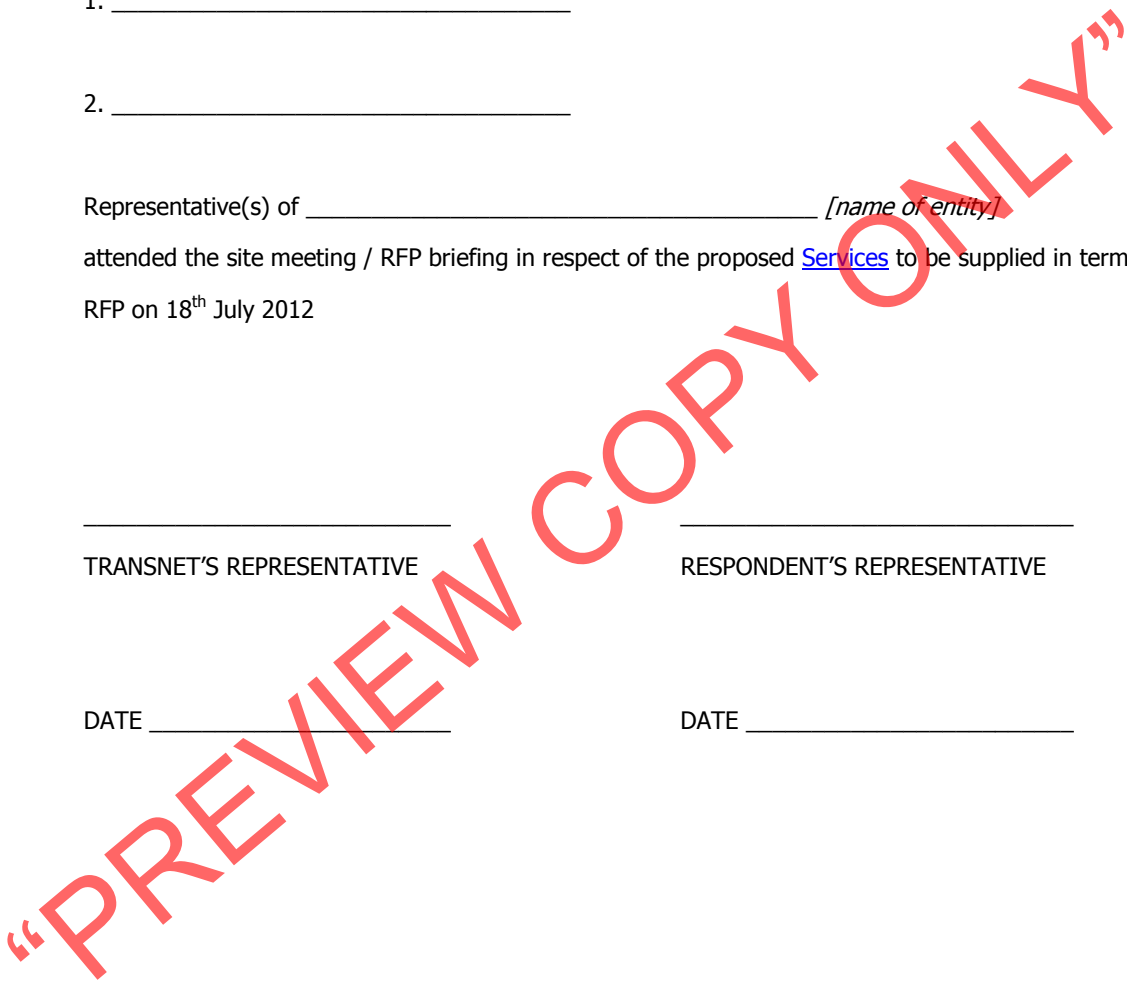 1. ___________________________________
2. ___________________________________
Representative(s) of _______________________________________ [name of entity]
attended the site meeting / RFP briefing in respect of the proposed Services to be supplied in term
RFP on 18th July 2012
____________________________ ______________________________
TRANSNET'S REPRESENTATIVE RESPONDENT'S REPRESENTATIVE
DATE _______________________ DATE _________________________
“PREVIEW COPY ONLY”